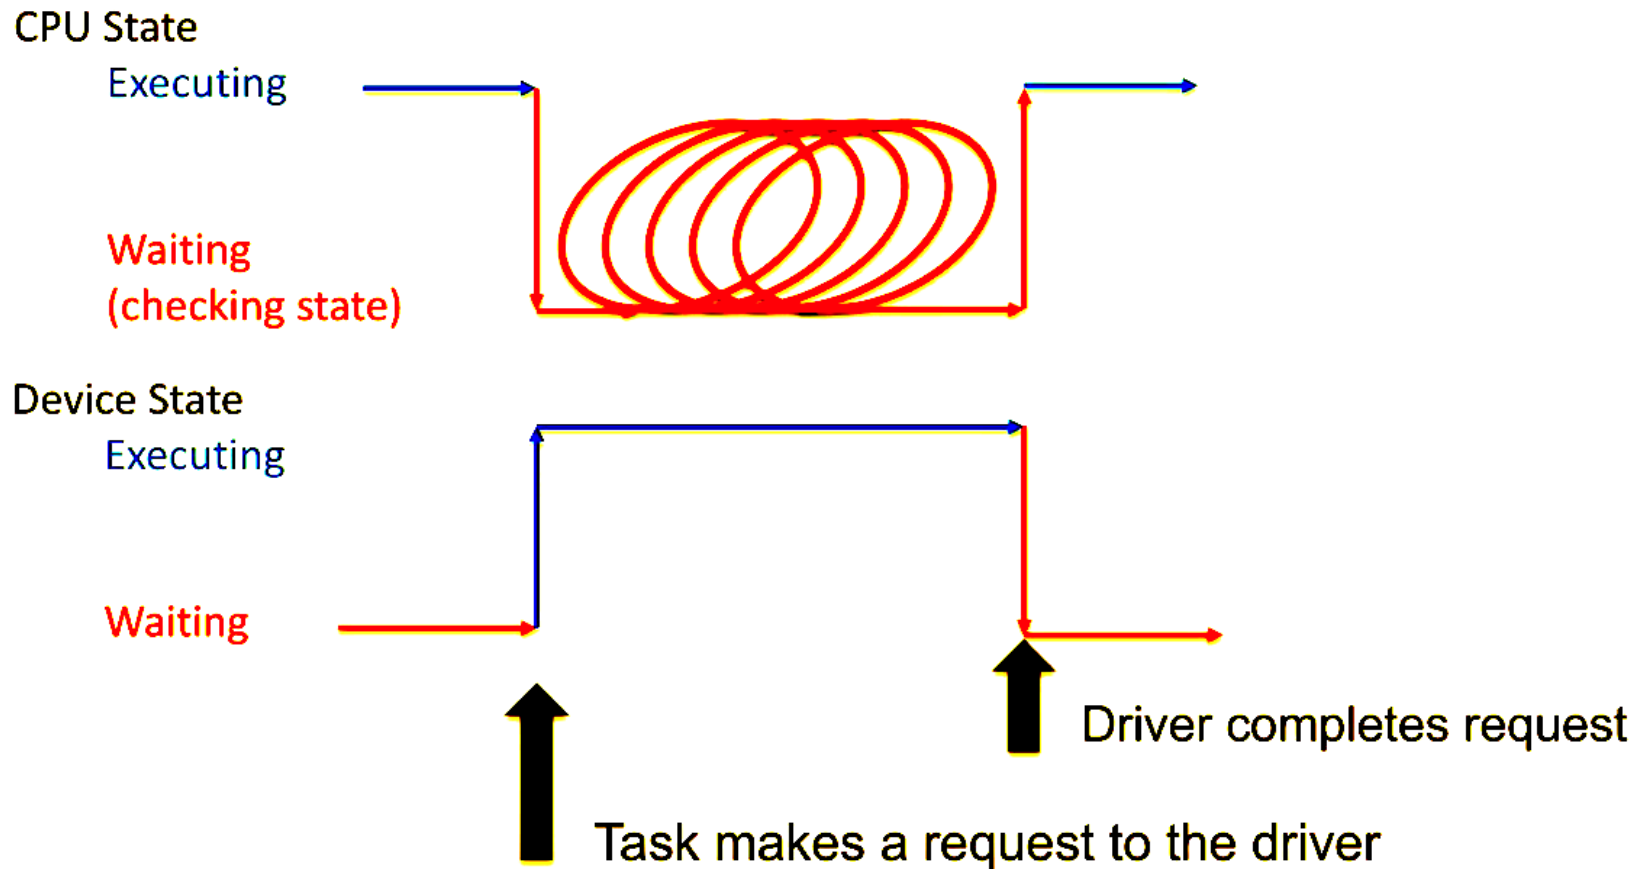 CPU State
Executing
Waiting
(checking state)
Device State
Executing
Waiting
Driver completes request
Task makes a request to the driver